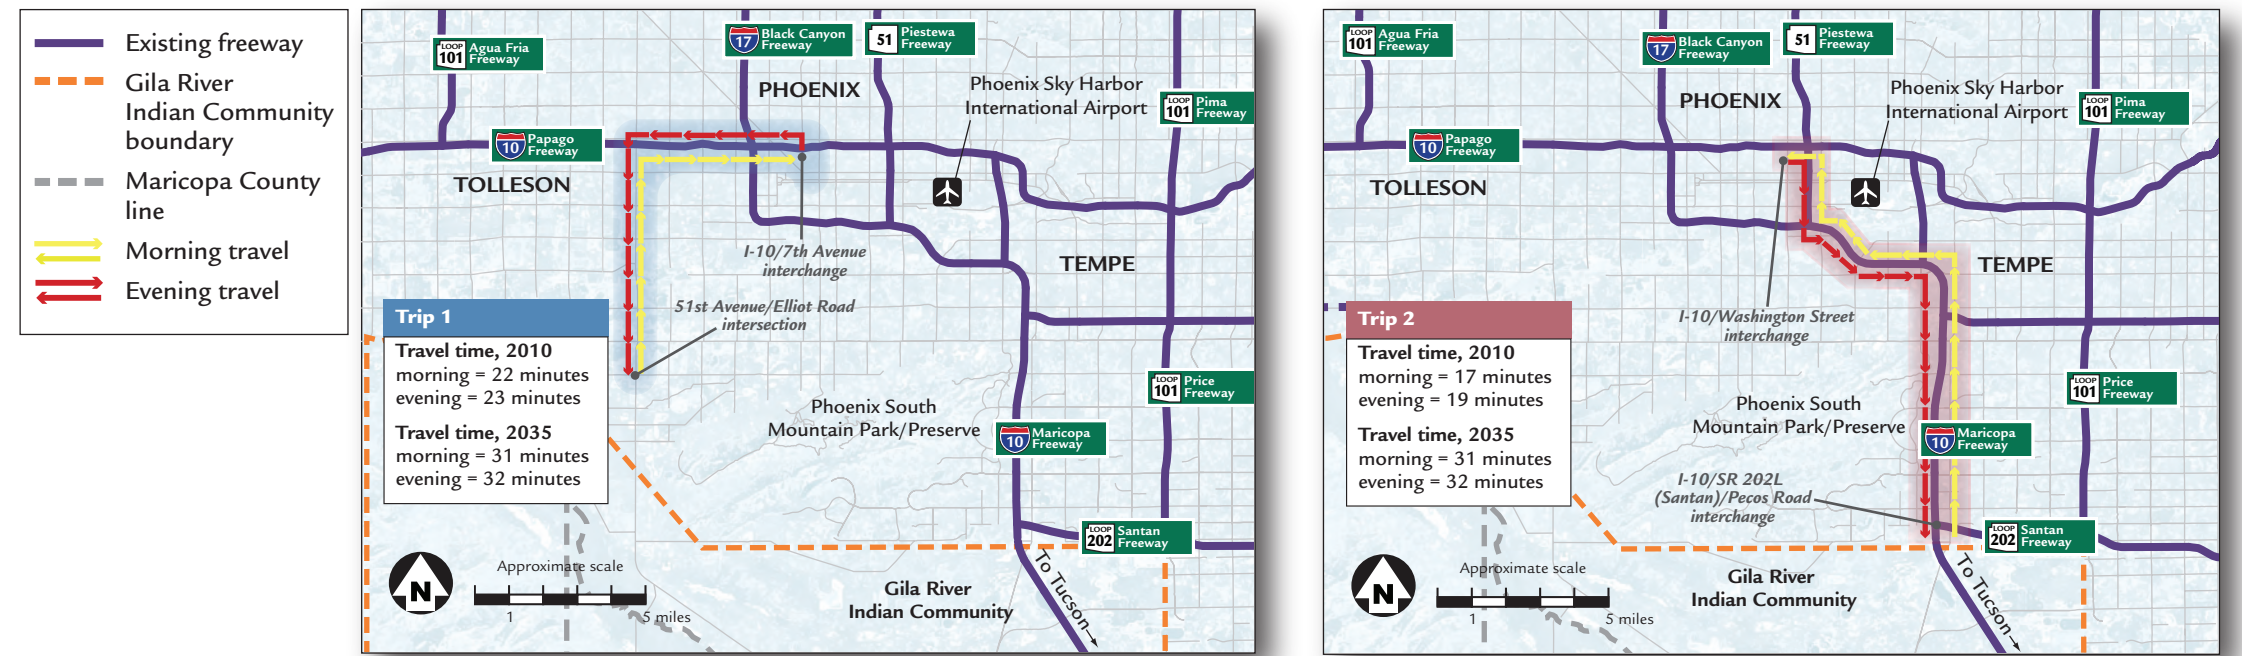 Existing freeway
Gila River
Indian Community
boundary
Maricopa County
line
Morning travel
Evening travel
LOOP
101
Agua Fria
Freeway
17
Black Canyon
Freeway
51
Piestewa
Freeway
PHOENIX
Phoenix Sky Harbor
International Airport
LOOP
101
Pima
Freeway
10
Papago
Freeway
TOLLESON
I-10/7th Avenue
interchange
TEMPE
51st Avenue/Elliot Road
intersection
Trip 1
Travel time, 2010
morning = 22 minutes
evening = 23 minutes
Travel time, 2035
morning = 31 minutes
evening = 32 minutes
LOOP
101
Price
Freeway
Phoenix South
Mountain Park/Preserve
10
Maricopa
Freeway
LOOP
202
Santan
Freeway
N
Approximate scale
1
5 miles
Gila River
Indian Community
To Tucson
LOOP
101
Agua Fria
Freeway
17
Black Canyon
Freeway
51
Piestewa
Freeway
PHOENIX
Phoenix Sky Harbor
International Airport
LOOP
101
Pima
Freeway
10
Papago
Freeway
TOLLESON
TEMPE
I-10/Washington Street
interchange
Trip 2
Travel time, 2010
morning = 17 minutes
evening = 19 minutes
Travel time, 2035
morning = 31 minutes
evening = 32 minutes
LOOP
101
Price
Freeway
Phoenix South
Mountain Park/Preserve
10
Maricopa
Freeway
I-10/SR 202L
(Santan)/Pecos Road
interchange
LOOP
202
Santan
Freeway
N
Approximate scale
1
5 miles
Gila River
Indian Community
To Tucson